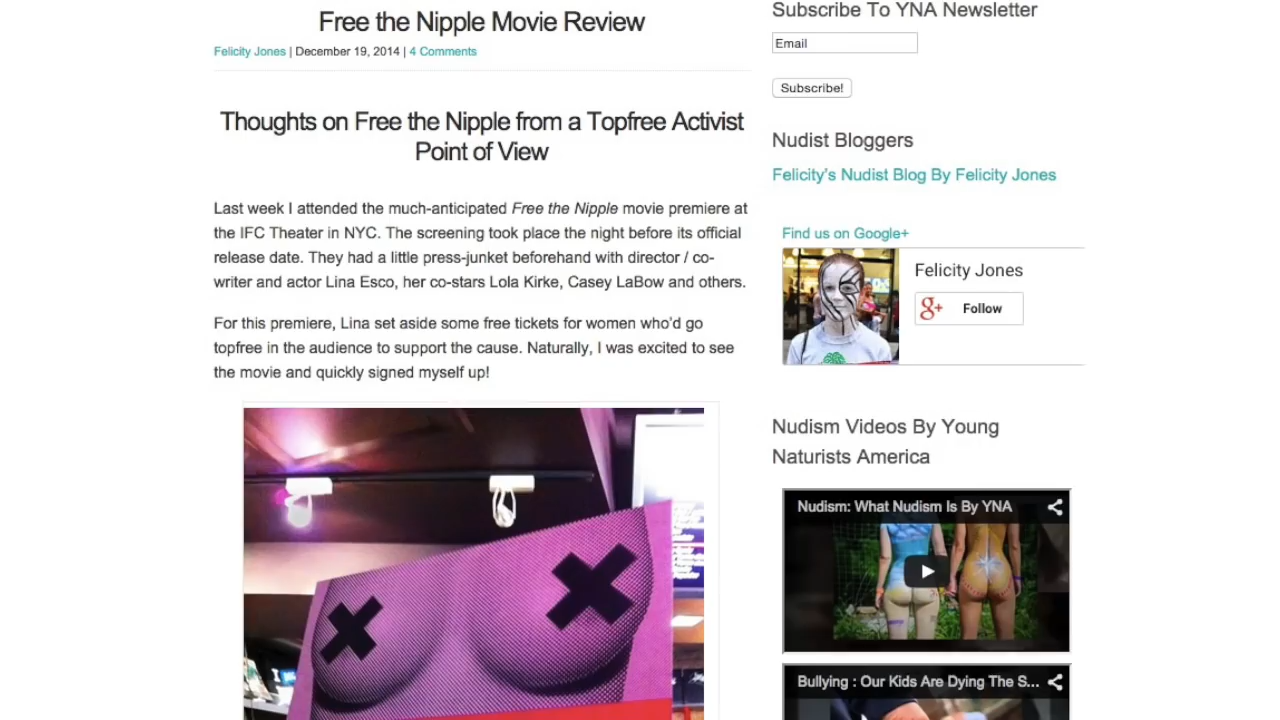 Free the Nipple Movie Review
Felicity Jones | December 19, 2014 | 4 Comments
Thoughts on Free the Nipple from a Topfree Activist
Point of View
Last week I attended the much-anticipated Free the Nipple movie premiere at
the IFC Theater in NYC. The screening took place the night before its official
release date. They had a little press-junket beforehand with director / co-
writer and actor Lina Esco, her co-stars Lola Kirke, Casey LaBow and others.
For this premiere, Lina set aside some free tickets for women who'd go
topfree in the audience to support the cause. Naturally, I was excited to see
the movie and quickly signed myself up!
Subscribe To YNA Newsletter
Email
Subscribe!
Nudist Bloggers
Felicity's Nudist Blog By Felicity Jones
Find us on Google+
Felicity Jones
g+ Follow
Nudism Videos By Young
Naturists America
Nudism: What Nudism Is By YNA
Bullying : Our Kids Are Dying The S...